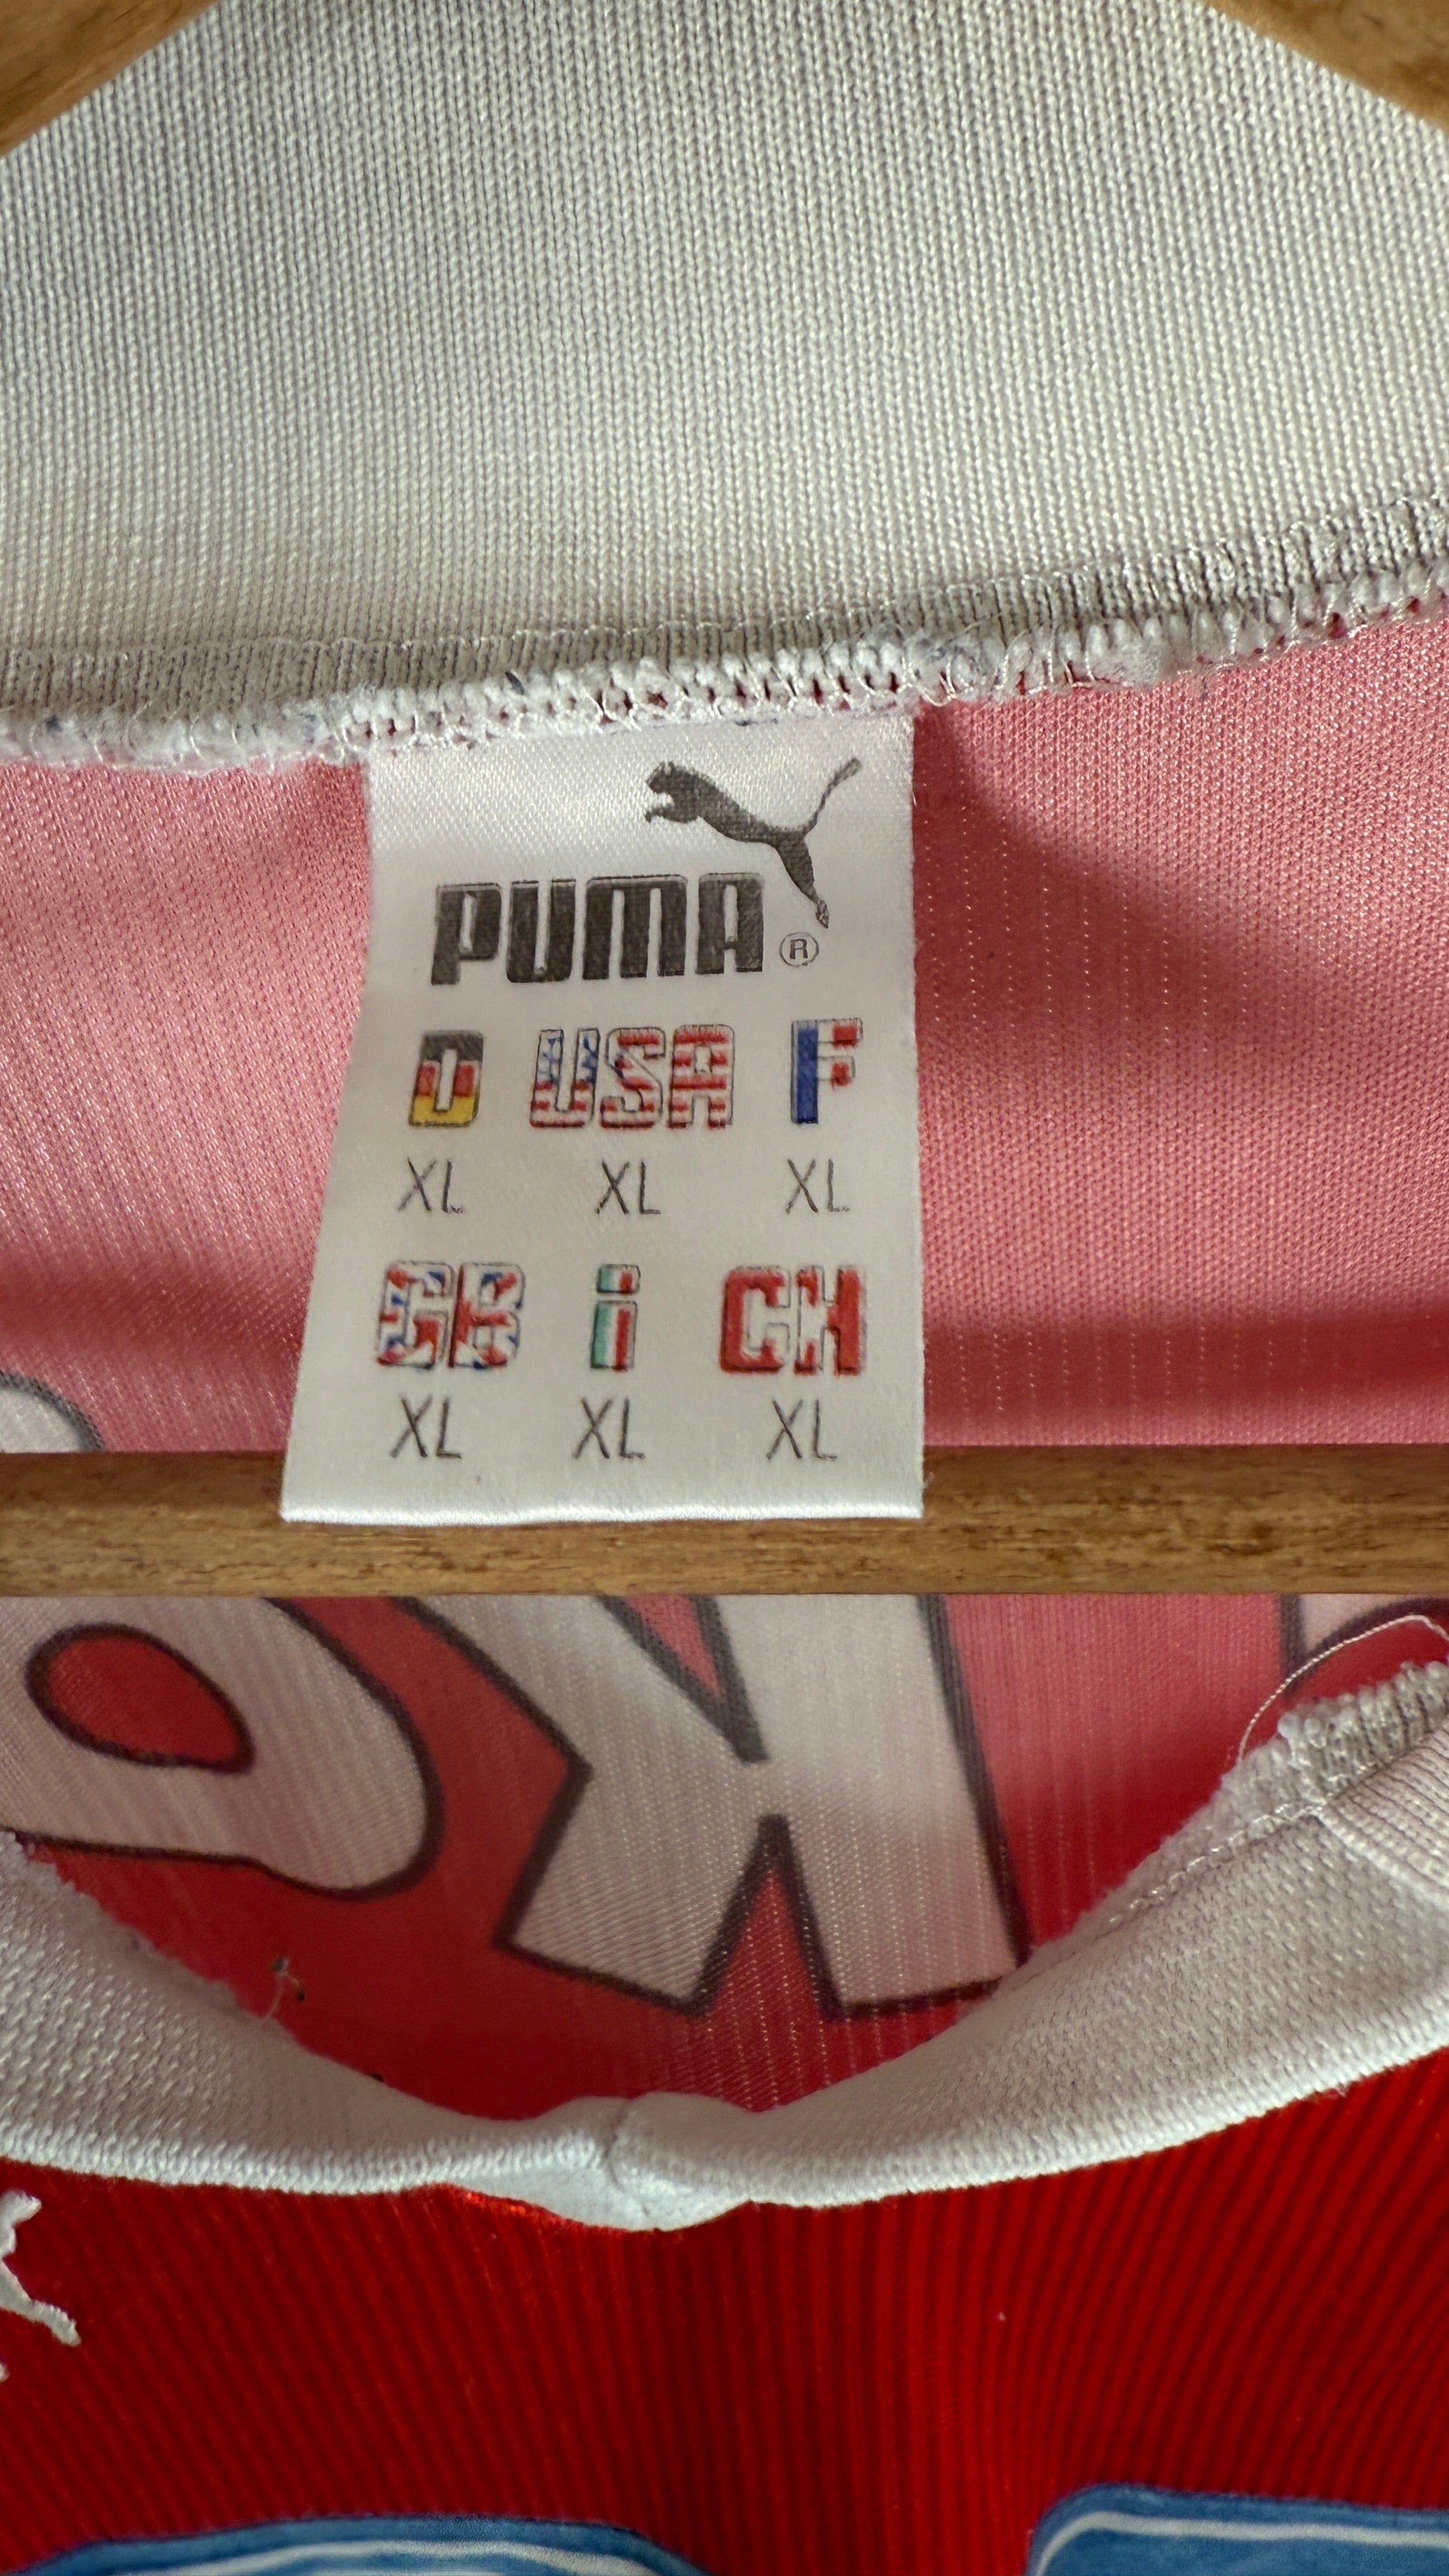 PUMA®
D USA F
XL XL XL
GB i CH
XL XL XL